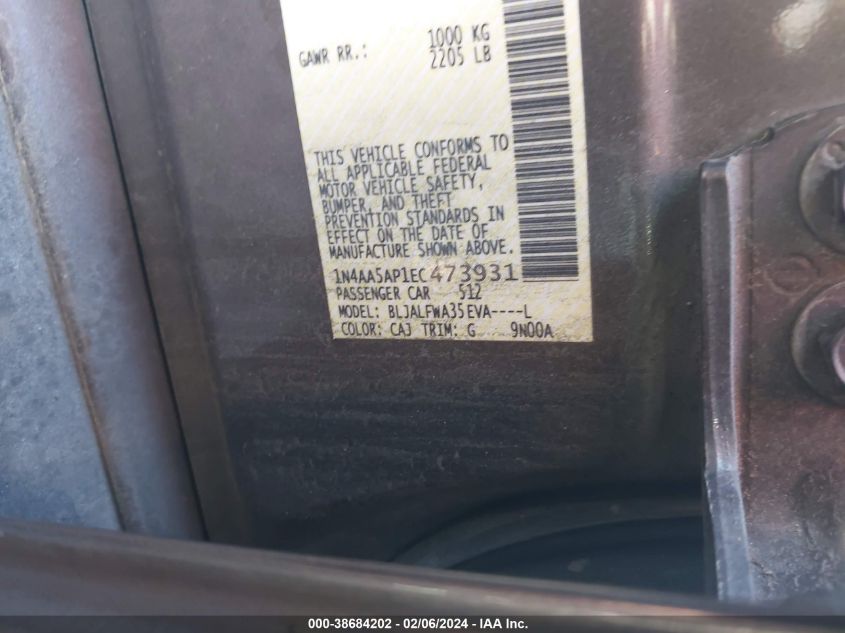 GAWR RR.: 1000 KG
2205 LB
THIS VEHICLE CONFORMS TO
ALL APPLICABLE FEDERAL
MOTOR VEHICLE SAFETY,
BUMPER, AND THEFT
PREVENTION STANDARDS IN
EFFECT ON THE DATE OF
MANUFACTURE SHOWN ABOVE.
1N4AA5AP1EC473931
PASSENGER CAR 512
MODEL: BLJALFWA35EVA----L
COLOR: CAJ TRIM: G 9N00A
000-38684202 - 02/06/2024 - IAA Inc.